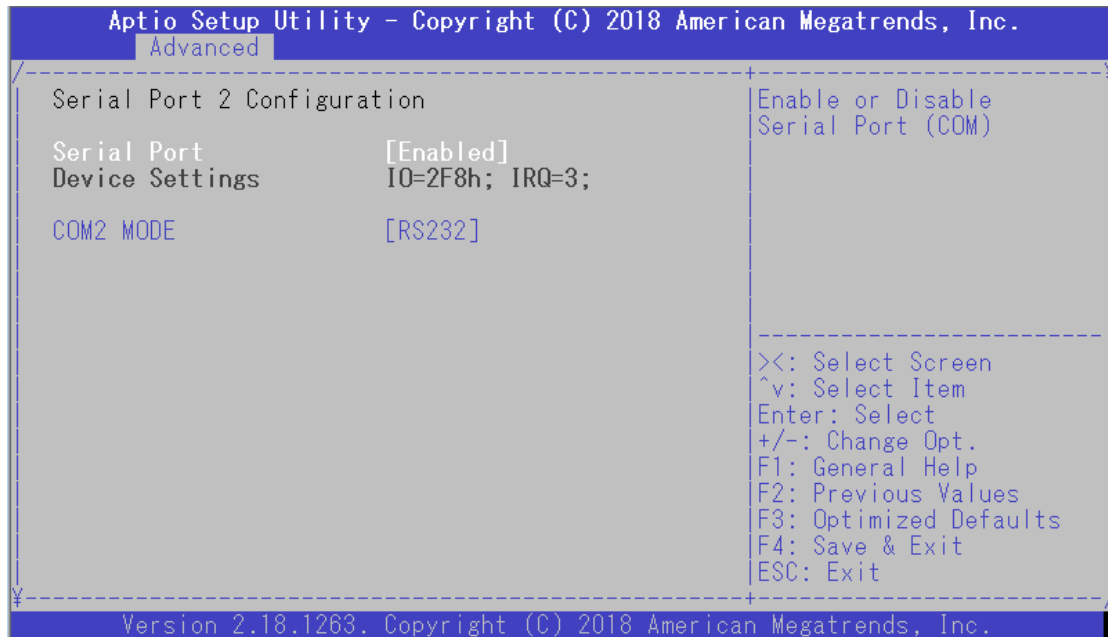 Aptio Setup Utility - Copyright (C) 2018 American Megatrends, Inc.
Advanced
Serial Port 2 Configuration
Serial Port [Enabled]
Device Settings IO=2F8h; IRQ=3;
COM2 MODE [RS232]
Enable or Disable
Serial Port (COM)
><: Select Screen
^v: Select Item
Enter: Select
+/-: Change Opt.
F1: General Help
F2: Previous Values
F3: Optimized Defaults
F4: Save & Exit
ESC: Exit
Version 2.18.1263. Copyright (C) 2018 American Megatrends, Inc.